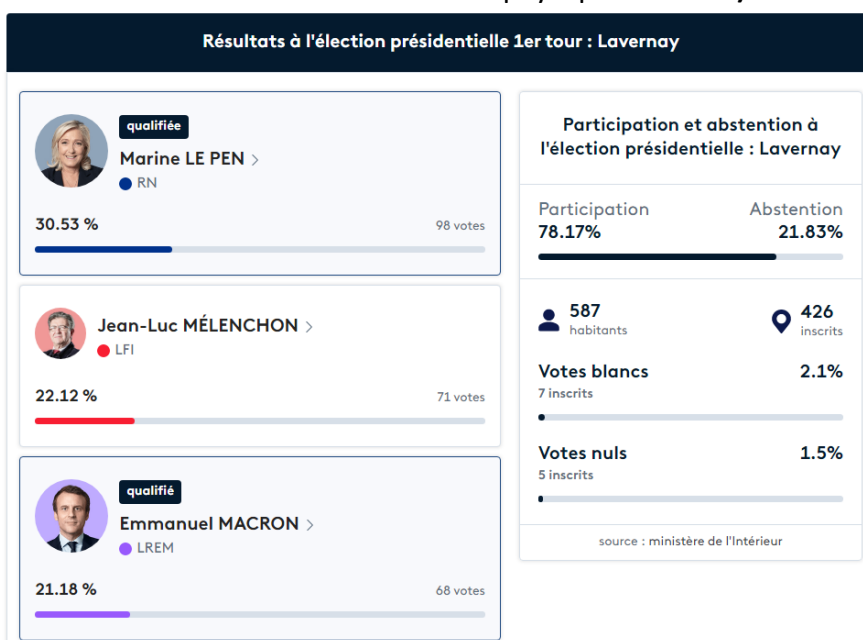 Résultats à l'élection présidentielle 1er tour : Lavernay
qualifiée
Marine LE PEN
RN
30.53 %
98 votes
Jean-Luc MÉLENCHON
LFI
22.12 %
71 votes
qualifié
Emmanuel MACRON
LREM
21.18 %
68 votes
Participation et abstention à
l'élection présidentielle : Lavernay
Participation
Abstention
78.17%
21.83%
587
habitants
426
inscrits
Votes blancs
2.1%
7 inscrits
Votes nuls
1.5%
5 inscrits
source : ministère de l'Intérieur